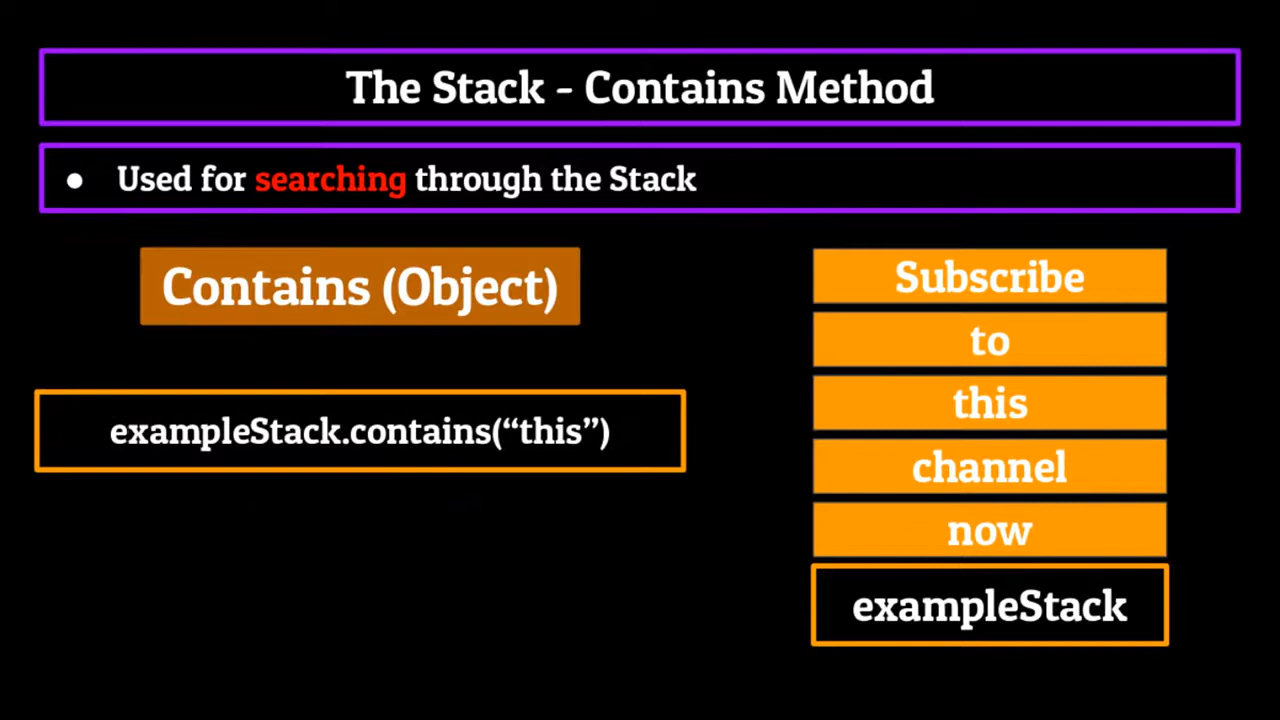 The Stack - Contains Method
● Used for searching through the Stack
Contains (Object)
exampleStack.contains(“this”)
Subscribe
to
this
channel
now
exampleStack